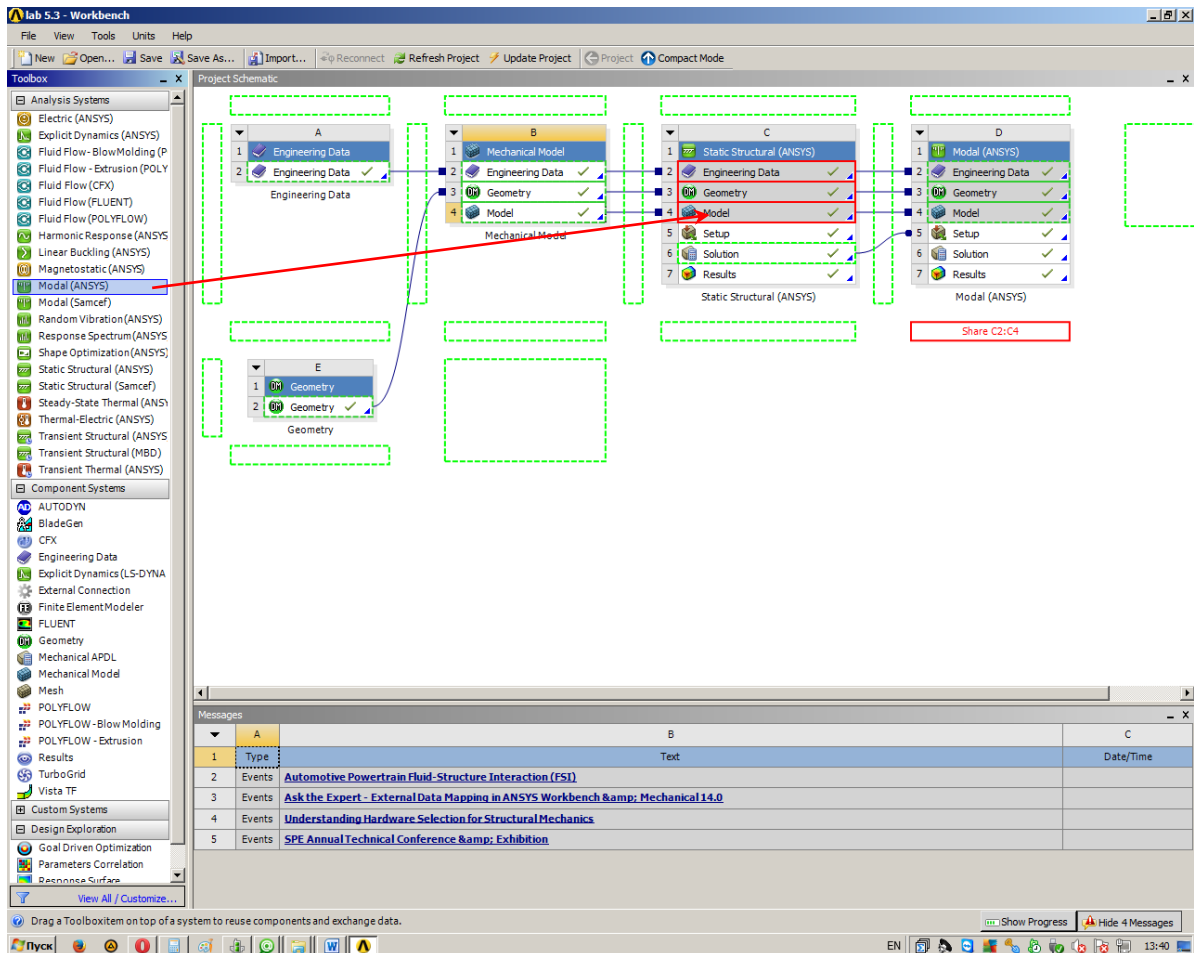 lab 5.3 - Workbench
File View Tools Units Help
New Open... Save Save As... Import... Reconnect Refresh Project Update Project Project Compact Mode
Toolbox
Analysis Systems
Electric (ANSYS)
Explicit Dynamics (ANSYS)
Fluid Flow- BlowMolding (P
Fluid Flow - Extrusion (POLY
Fluid Flow (CFX)
Fluid Flow (FLUENT)
Fluid Flow (POLYFLOW)
Harmonic Response (ANSYS
Linear Buckling (ANSYS)
Magnetostatic (ANSYS)
Modal (ANSYS)
Modal (Samcef)
Random Vibration (ANSYS)
Response Spectrum (ANSYS
Shape Optimization (ANSYS)
Static Structural (ANSYS)
Static Structural (Samcef)
Steady-State Thermal (ANSY
Thermal-Electric (ANSYS)
Transient Structural (ANSYS
Transient Structural (MBD)
Transient Thermal (ANSYS)
Component Systems
AUTODYN
BladeGen
CFX
Engineering Data
Explicit Dynamics (LS-DYNA
External Connection
Finite Element Modeler
FLUENT
Geometry
Mechanical APDL
Mechanical Model
Mesh
POLYFLOW
POLYFLOW - Blow Molding
POLYFLOW - Extrusion
Results
TurboGrid
Vista TF
Custom Systems
Design Exploration
Goal Driven Optimization
Parameters Correlation
Response Surface
View All / Customize...
Project Schematic
A
1 Engineering Data
2 Engineering Data
Engineering Data
B
1 Mechanical Model
2 Engineering Data
3 Geometry
4 Model
Mechanical Model
C
1 Static Structural (ANSYS)
2 Engineering Data
3 Geometry
4 Model
5 Setup
6 Solution
7 Results
Static Structural (ANSYS)
D
1 Modal (ANSYS)
2 Engineering Data
3 Geometry
4 Model
5 Setup
6 Solution
7 Results
Modal (ANSYS)
Share C2:C4
E
1 Geometry
2 Geometry
Geometry
Messages
A B C
1 Type Text Date/Time
2 Events Automotive Powertrain Fluid-Structure Interaction (FSI)
3 Events Ask the Expert - External Data Mapping in ANSYS Workbench &amp; Mechanical 14.0
4 Events Understanding Hardware Selection for Structural Mechanics
5 Events SPE Annual Technical Conference &amp; Exhibition
Drag a Toolboxitem on top of a system to reuse components and exchange data.
Show Progress Hide 4 Messages
Пуск EN 13:40